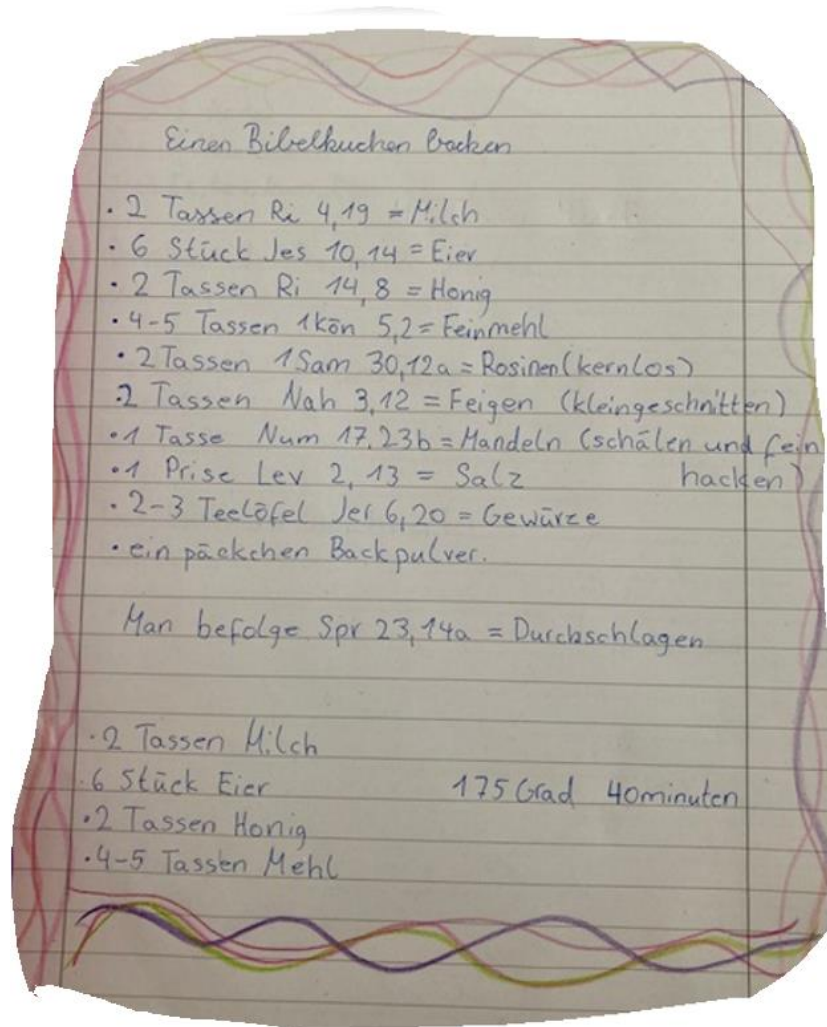 Einen Bibelkuchen backen
· 2 Tassen Ri 4,19 = Milch
· 6 Stück Jes 10,14 = Eier
· 2 Tassen Ri 14,8 = Honig
· 4-5 Tassen 1kön 5,2 = Feinmehl
· 2 Tassen 1Sam 30,12a = Rosinen (kernlos)
· 2 Tassen Nah 3,12 = Feigen (kleingeschnitten)
· 1 Tasse Num 17,23b = Mandeln (schälen und fein
· 1 Prise Lev 2,13 = Salz hacken)
· 2-3 Teelöfel Jer 6,20 = Gewürze
· ein päckchen Backpulver.
Man befolge Spr 23,14a = Durchschlagen
· 2 Tassen Milch
· 6 Stück Eier 175 Grad 40minuten
· 2 Tassen Honig
· 4-5 Tassen Mehl